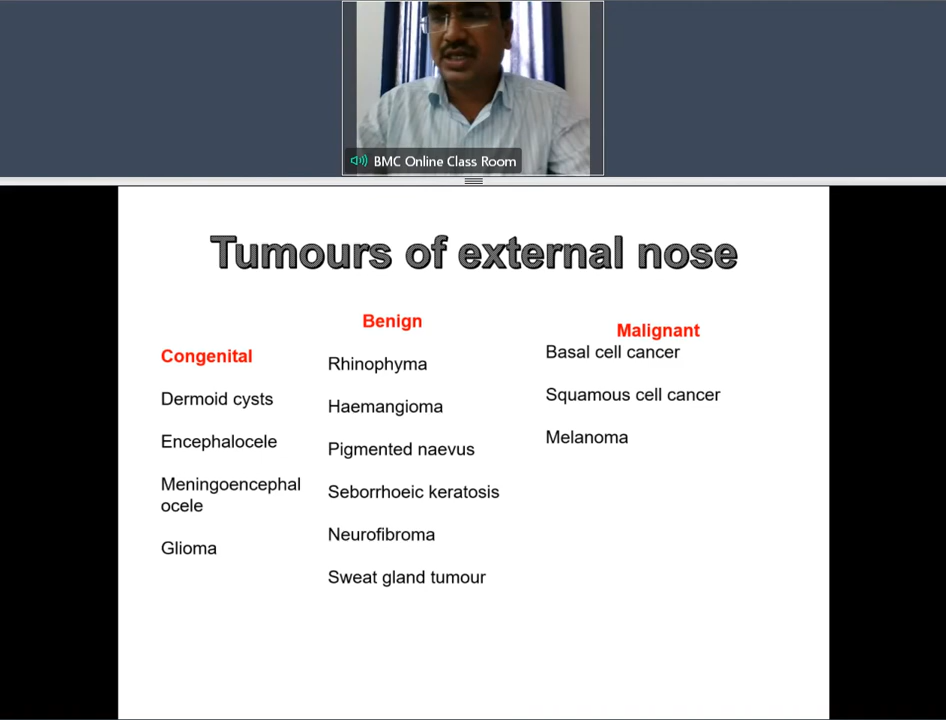 BMC Online Class Room
Tumours of external nose
Congenital
Dermoid cysts
Encephalocele
Meningoencephal
ocele
Glioma
Benign
Rhinophyma
Haemangioma
Pigmented naevus
Seborrhoeic keratosis
Neurofibroma
Sweat gland tumour
Malignant
Basal cell cancer
Squamous cell cancer
Melanoma